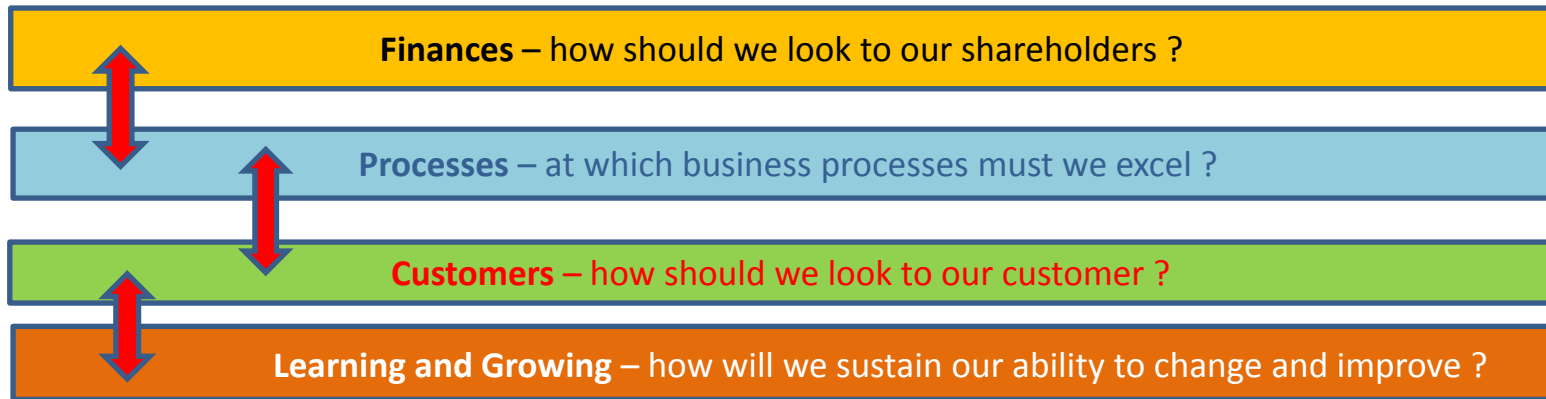 Finances – how should we look to our shareholders ?
Processes – at which business processes must we excel ?
Customers – how should we look to our customer ?
Learning and Growing – how will we sustain our ability to change and improve ?